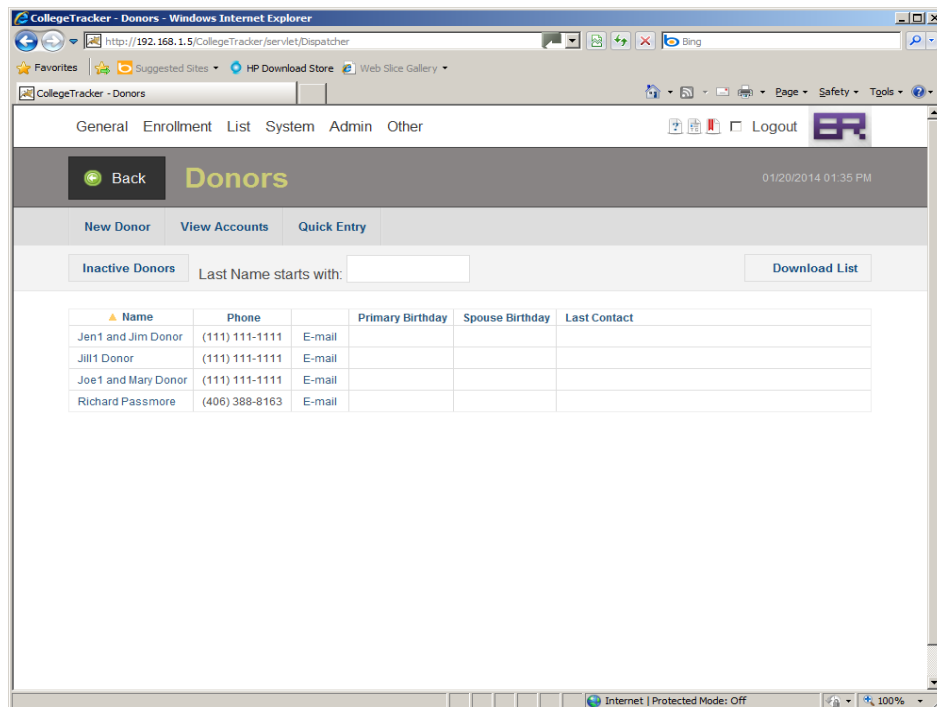 CollegeTracker - Donors - Windows Internet Explorer
http://192.168.1.5/CollegeTracker/servlet/Dispatcher
Bing
Favorites Suggested Sites HP Download Store Web Slice Gallery
CollegeTracker - Donors Page Safety Tools
General Enrollment List System Admin Other Logout ER
Back Donors 01/20/2014 01:35 PM
New Donor View Accounts Quick Entry
Inactive Donors Last Name starts with: Download List
Name Phone Primary Birthday Spouse Birthday Last Contact
Jen1 and Jim Donor (111) 111-1111 E-mail
Jill1 Donor (111) 111-1111 E-mail
Joe1 and Mary Donor (111) 111-1111 E-mail
Richard Passmore (406) 388-8163 E-mail
Internet | Protected Mode: Off 100%